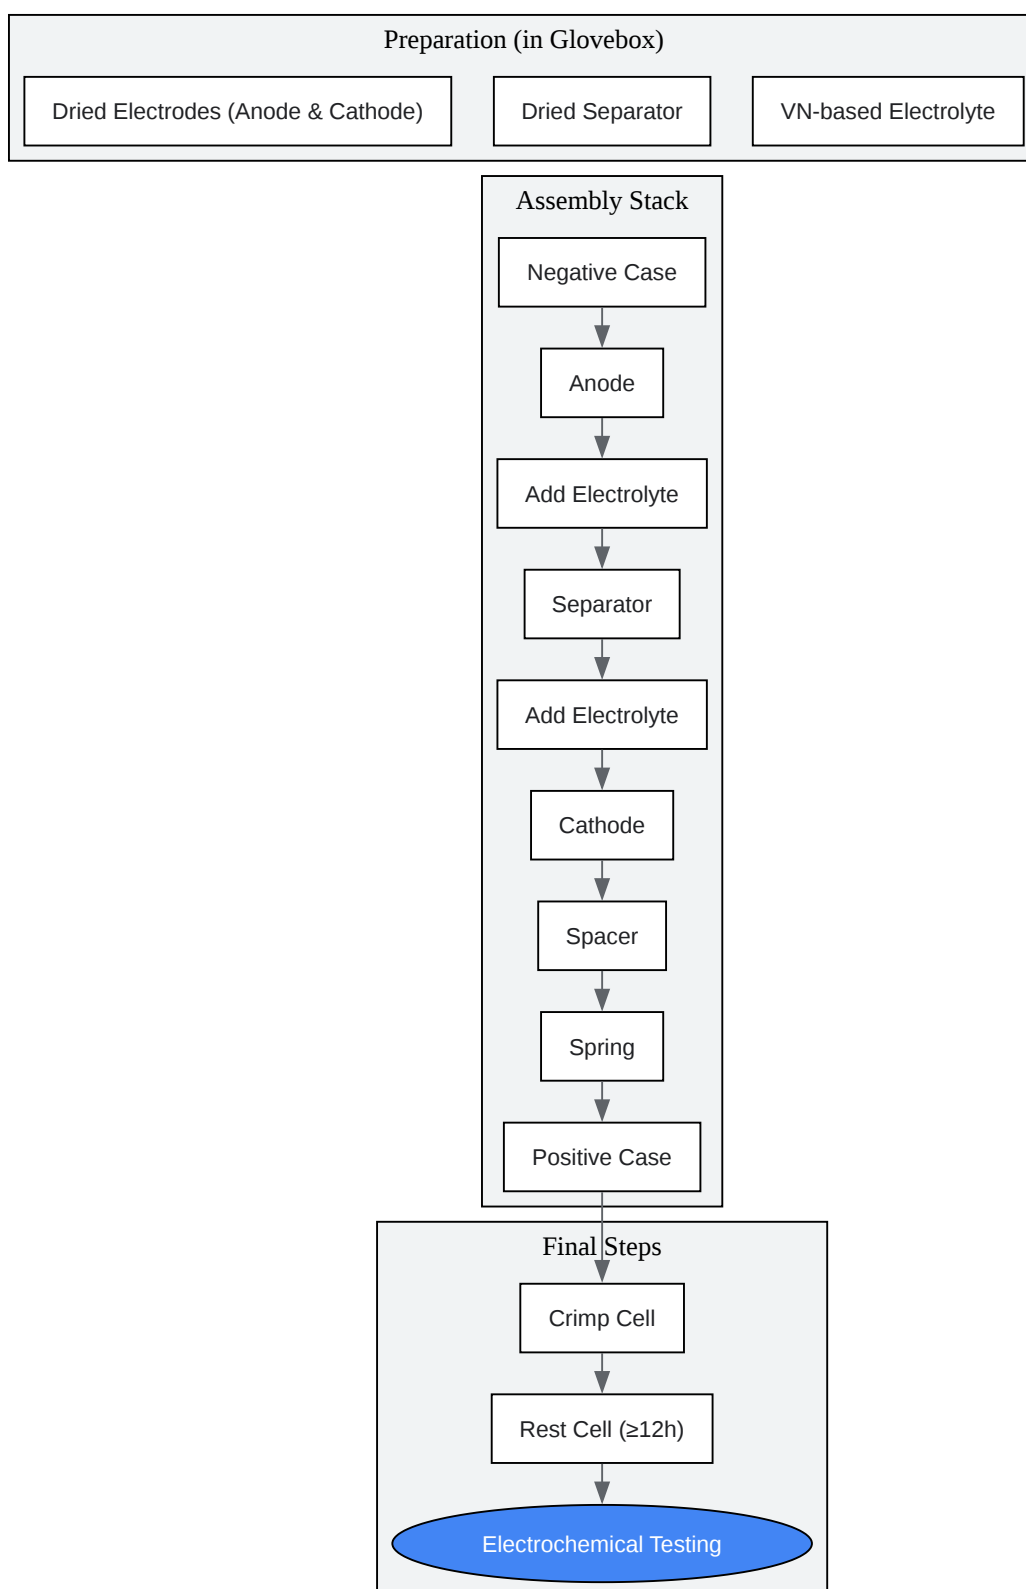 Preparation (in Glovebox)
Dried Electrodes (Anode & Cathode)
Dried Separator
VN-based Electrolyte
Assembly Stack
Negative Case
Anode
Add Electrolyte
Separator
Add Electrolyte
Cathode
Spacer
Spring
Positive Case
Final Steps
Crimp Cell
Rest Cell (≥12h)
Electrochemical Testing